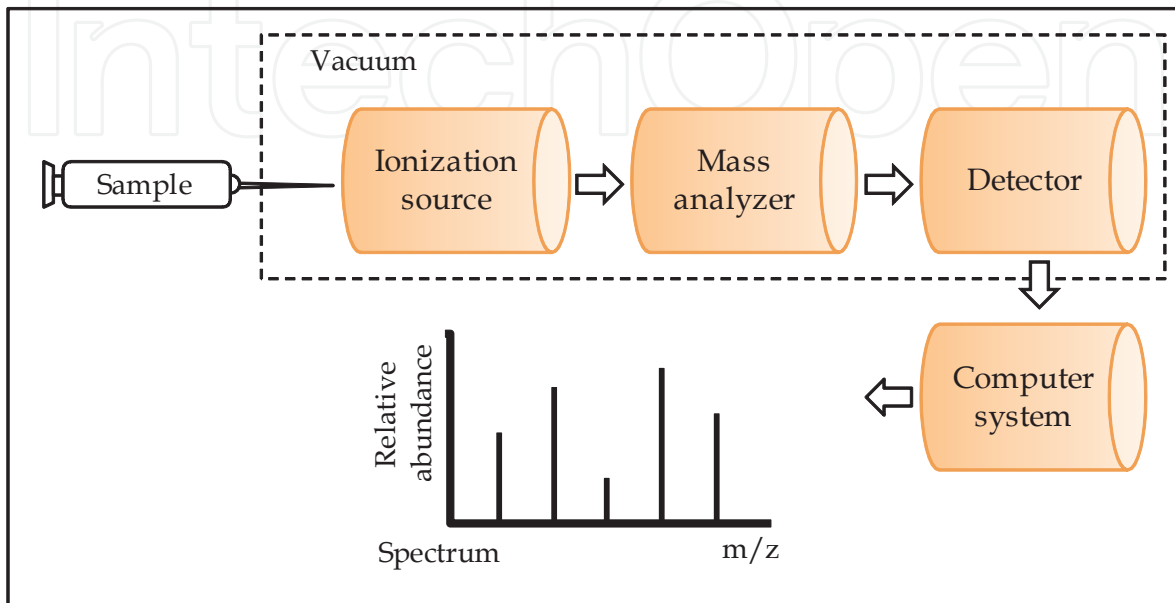 IntechOpen
Vacuum
Sample
Ionization
source
Mass
analyzer
Detector
Computer
system
Relative
abundance
Spectrum
m/z